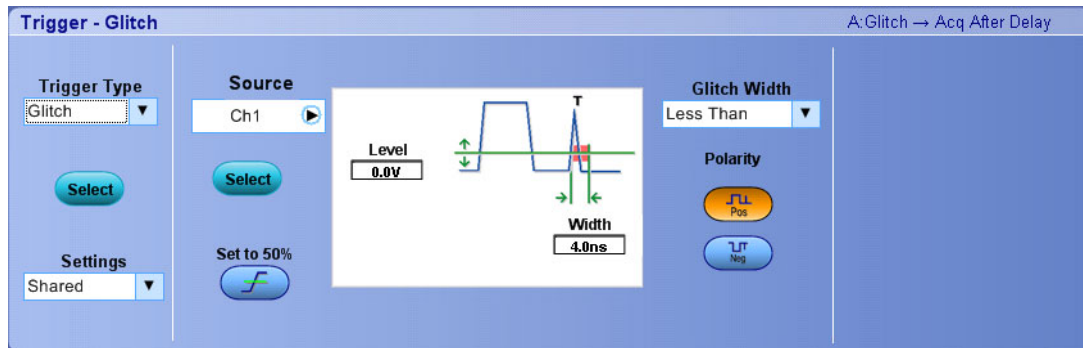 Trigger - Glitch
A:Glitch → Acq After Delay
Trigger Type
Glitch
Select
Settings
Shared
Source
Ch1
Select
Set to 50%
Level
0.0V
T
Width
4.0ns
Glitch Width
Less Than
Polarity
Pos
Neg